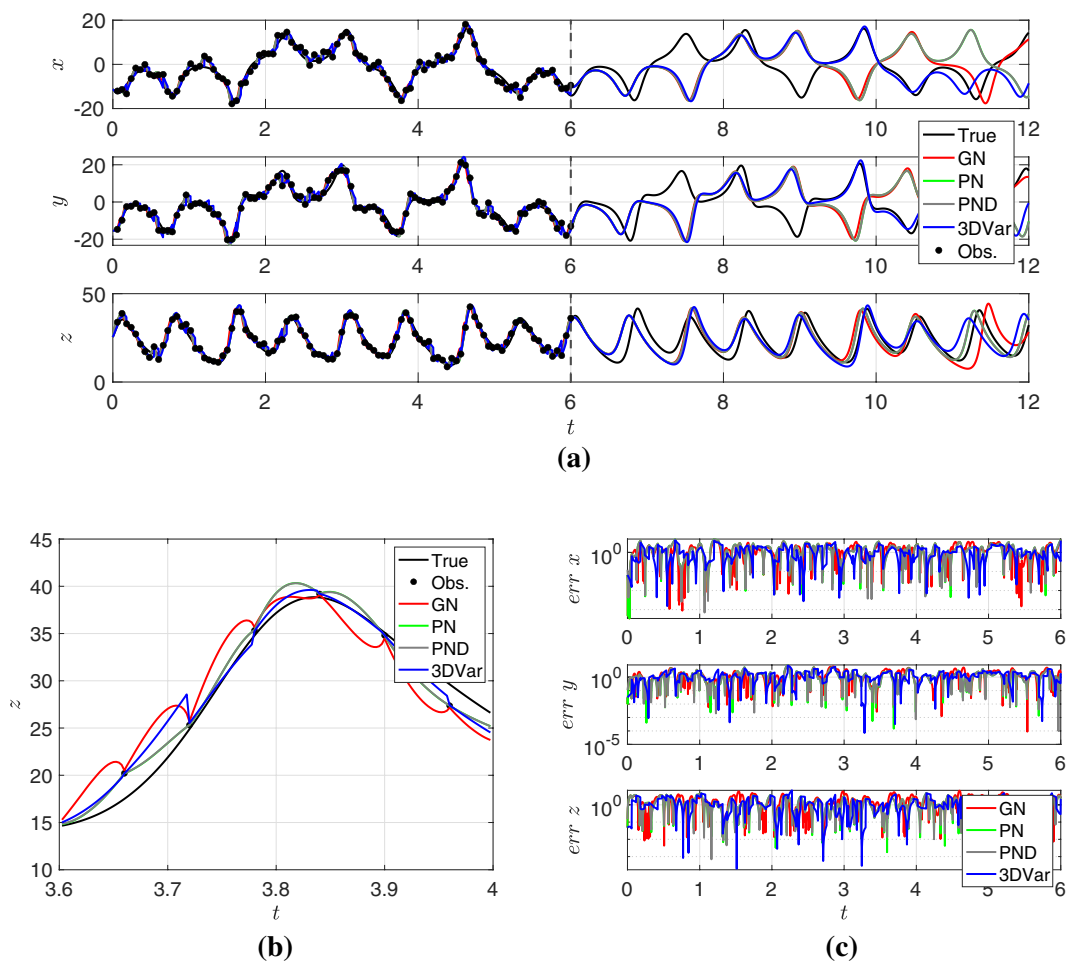 20
0
-20
x
0 2 4 6 8 10 12
20
0
-20
y
0 2 4 6 8 10 12
True
GN
PN
PND
3DVar
Obs.
50
0
z
0 2 4 6 8 10 12
t
(a)
45
40
35
30
25
20
15
10
z
3.6 3.7 3.8 3.9 4
t
True
Obs.
GN
PN
PND
3DVar
(b)
10^0
err x
0 1 2 3 4 5 6
10^0
10^-5
err y
0 1 2 3 4 5 6
10^0
err z
0 1 2 3 4 5 6
t
GN
PN
PND
3DVar
(c)